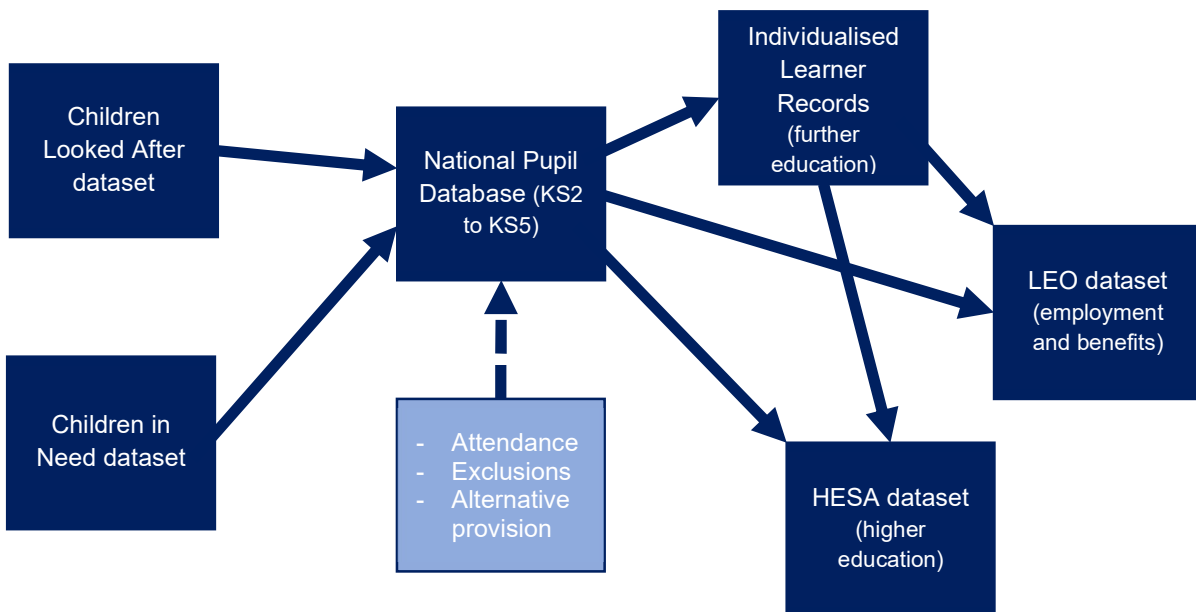 Children
Looked After
dataset
Children in
Need dataset
National Pupil
Database (KS2
to KS5)
- Attendance
- Exclusions
- Alternative
provision
Individualised
Learner
Records
(further
education)
LEO dataset
(employment
and benefits)
HESA dataset
(higher
education)